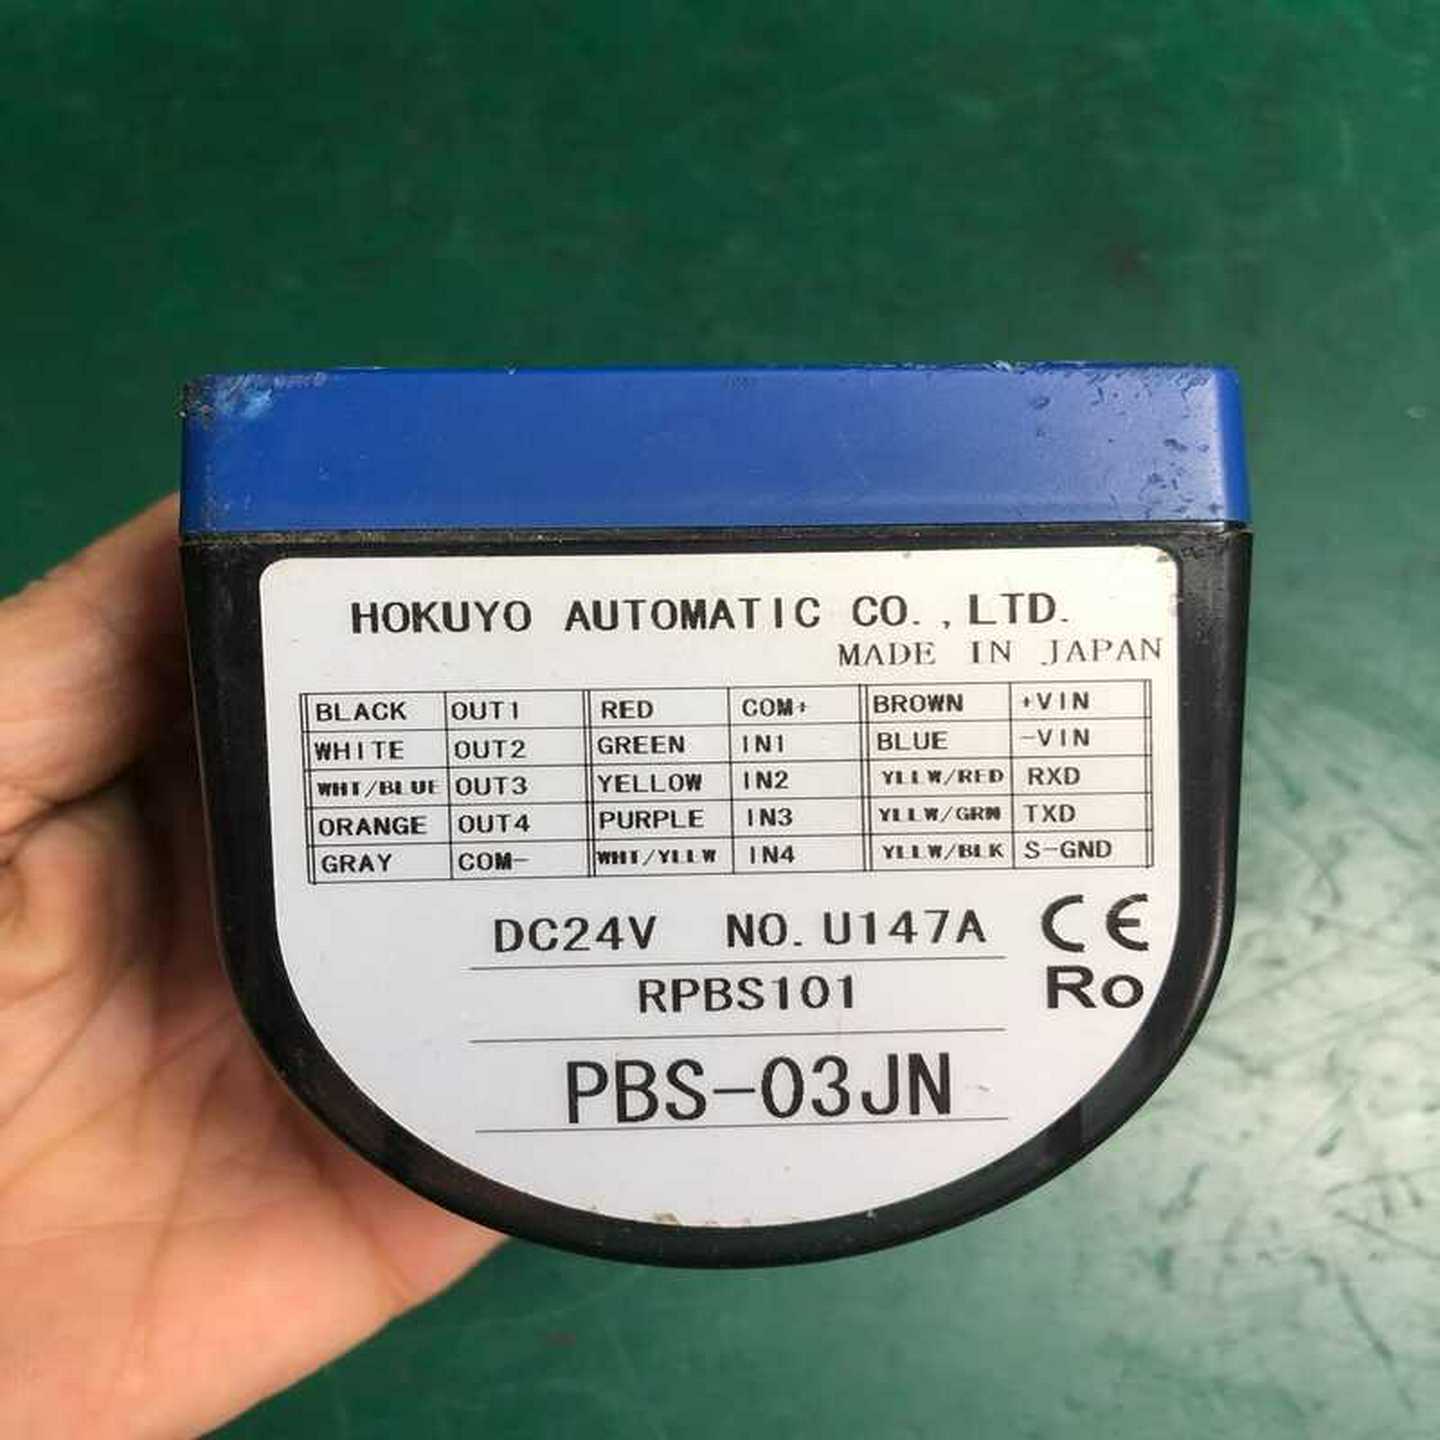 HOKUYO AUTOMATIC CO.,LTD.
MADE IN JAPAN
BLACK OUT1 RED COM+ BROWN +VIN
WHITE OUT2 GREEN IN1 BLUE -VIN
WHT/BLUE OUT3 YELLOW IN2 YLLW/RED RXD
ORANGE OUT4 PURPLE IN3 YLLW/GRN TXD
GRAY COM- WHT/YLLW IN4 YLLW/BLK S-GND
DC24V NO.U147A CE
RPBS101 Ro
PBS-03JN